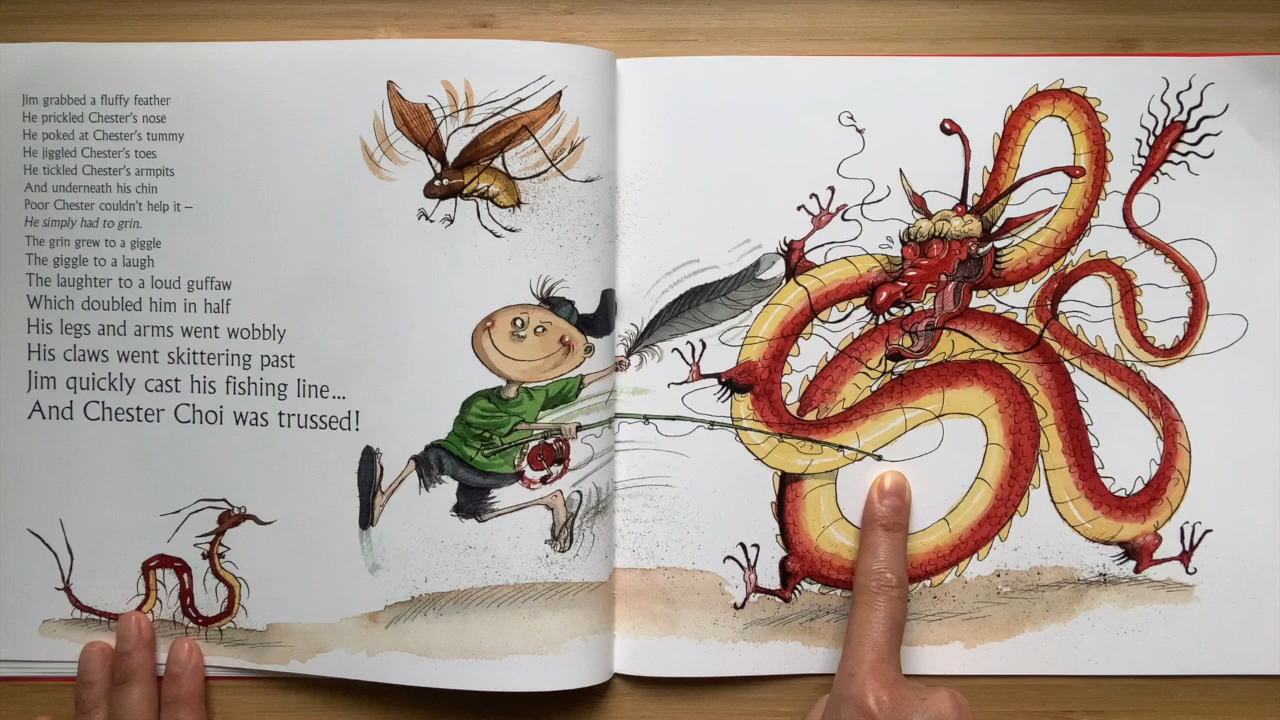 Jim grabbed a fluffy feather
He prickled Chester's nose
He poked at Chester's tummy
He jiggled Chester's toes
He tickled Chester's armpits
And underneath his chin
Poor Chester couldn't help it –
He simply had to grin.
The grin grew to a giggle
The giggle to a laugh
The laughter to a loud guffaw
Which doubled him in half
His legs and arms went wobbly
His claws went skittering past
Jim quickly cast his fishing line...
And Chester Choi was trussed!